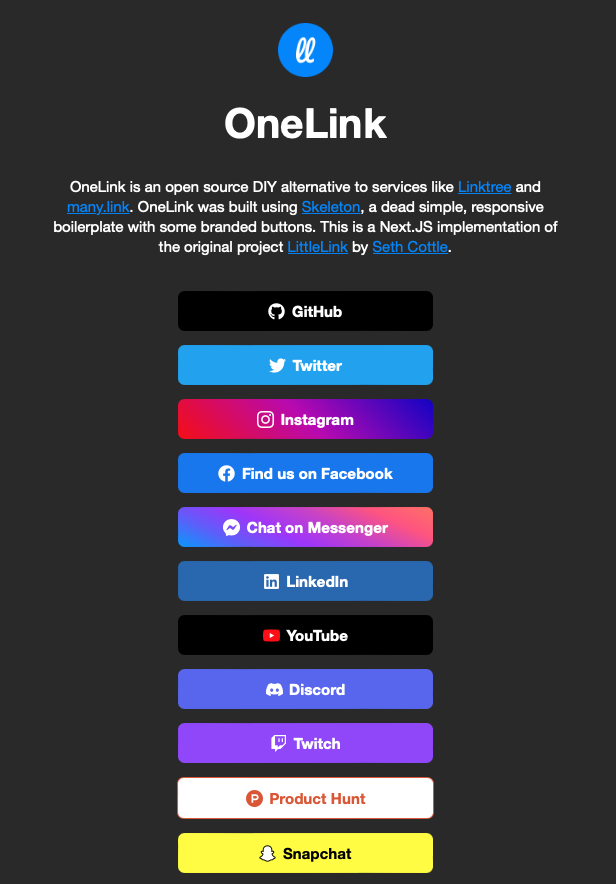 ll
OneLink
OneLink is an open source DIY alternative to services like Linktree and
many.link. OneLink was built using Skeleton, a dead simple, responsive
boilerplate with some branded buttons. This is a Next.JS implementation of
the original project LittleLink by Seth Cottle.
GitHub
Twitter
Instagram
Find us on Facebook
Chat on Messenger
in LinkedIn
YouTube
Discord
Twitch
P Product Hunt
Snapchat